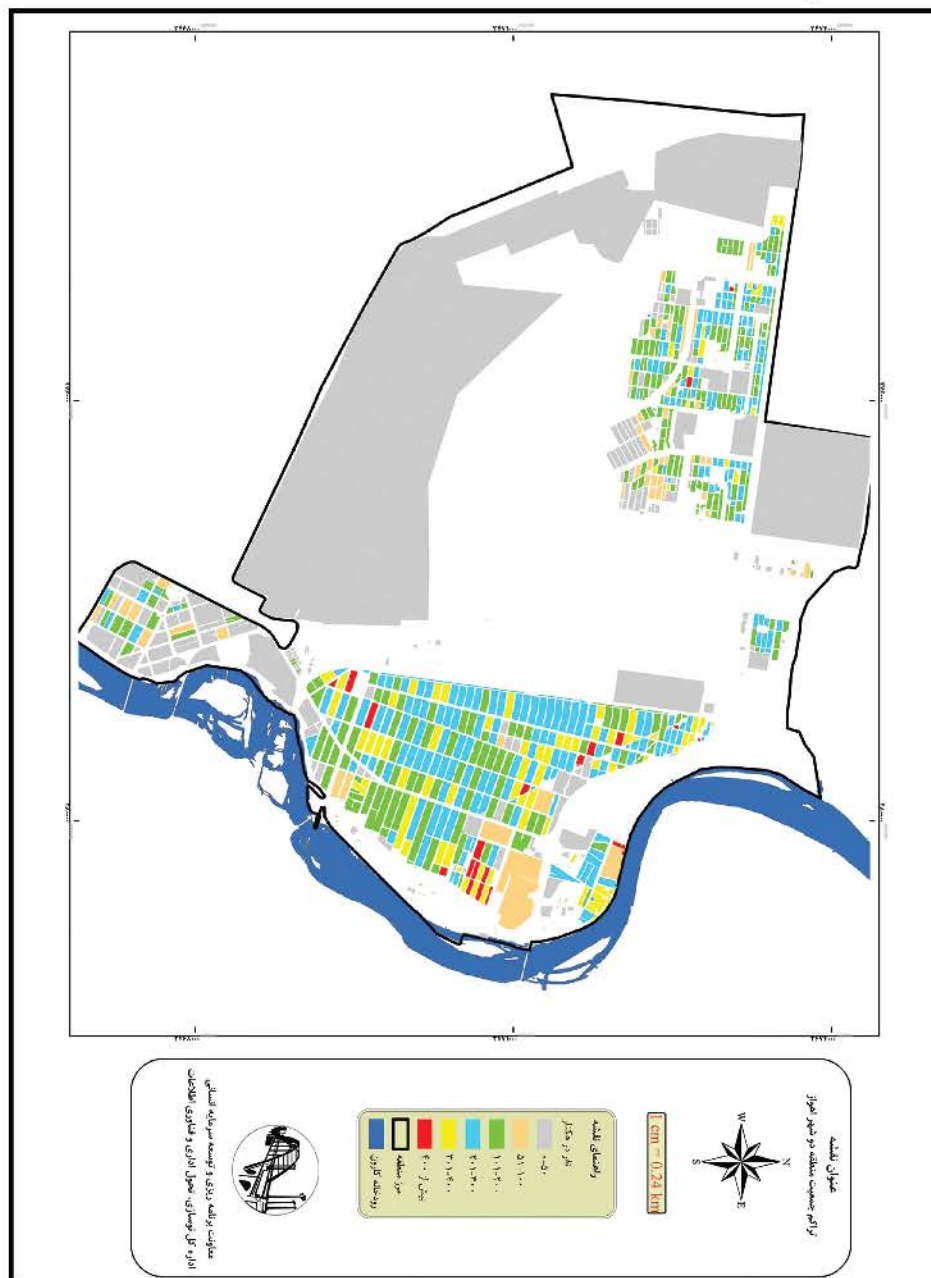 عنوان نقشه
تراکم جمعیت منطقه دو شهر اهواز
N
W
E
S
1 cm = 0.24 km
راهنمای نقشه
نفر در هکتار
۰-۵۰
۵۱-۱۰۰
۱۰۱-۲۰۰
۲۰۱-۳۰۰
۳۰۱-۴۰۰
بیش از ۴۰۰
مرز منطقه
رودخانه کارون
معاونت برنامه ریزی و توسعه سرمایه انسانی
اداره کل نوسازی، تحول اداری و فناوری اطلاعات